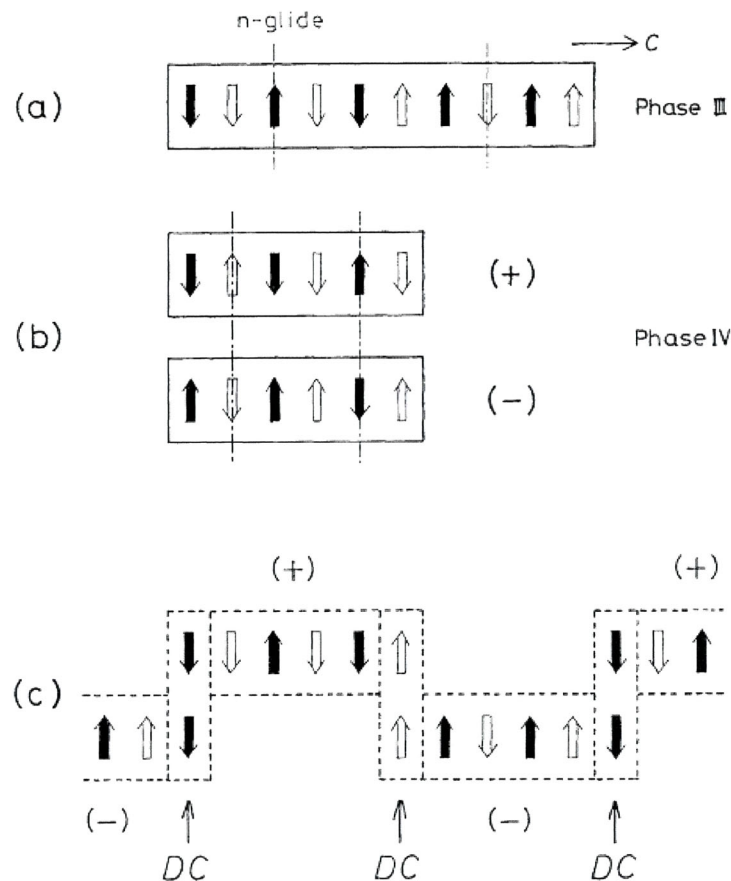 n-glide
C
(a)
Phase III
(+)
(b)
Phase IV
(-)
(+)
(+)
(c)
(-)
(-)
DC
DC
DC